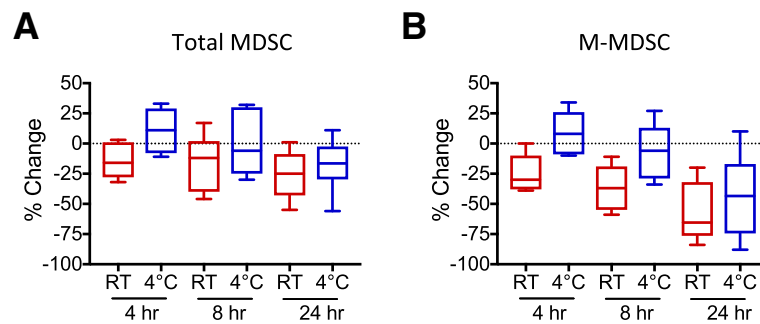 A
Total MDSC
% Change
50
25
0
-25
-50
-75
-100
RT 4°C RT 4°C RT 4°C
4 hr 8 hr 24 hr
B
M-MDSC
% Change
50
25
0
-25
-50
-75
-100
RT 4°C RT 4°C RT 4°C
4 hr 8 hr 24 hr